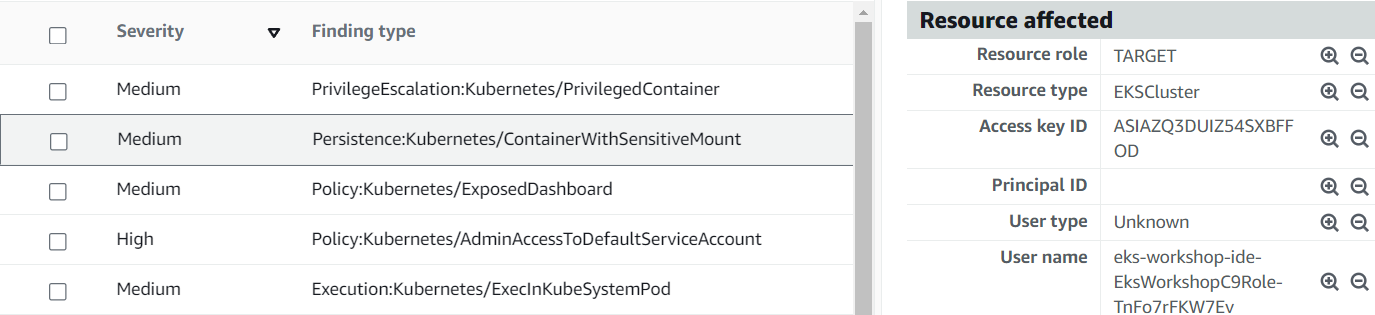 Severity Finding type
Medium PrivilegeEscalation:Kubernetes/PrivilegedContainer
Medium Persistence:Kubernetes/ContainerWithSensitiveMount
Medium Policy:Kubernetes/ExposedDashboard
High Policy:Kubernetes/AdminAccessToDefaultServiceAccount
Medium Execution:Kubernetes/ExecInKubeSystemPod
Resource affected
Resource role TARGET
Resource type EKSCluster
Access key ID ASIAZQ3DUIZ54SXBFF
OD
Principal ID
User type Unknown
User name eks-workshop-ide-
EksWorkshopC9Role-
TnFo7rFKW7Ev